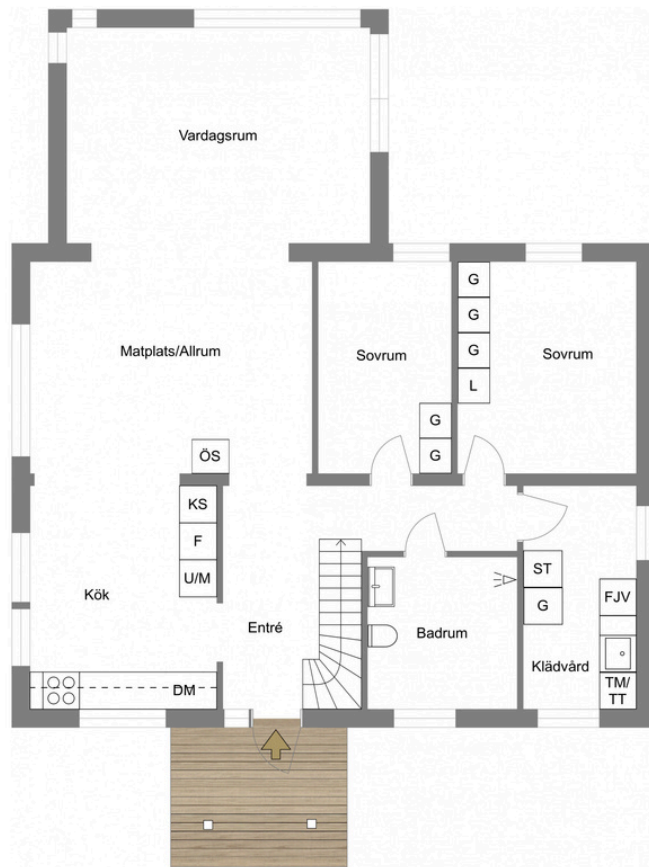 Vardagsrum
Matplats/Allrum
Sovrum
G
G
G
L
Sovrum
G
G
ÖS
KS
F
U/M
Kök
DM
Entré
Badrum
ST
G
Klädvård
FJV
TM/
TT